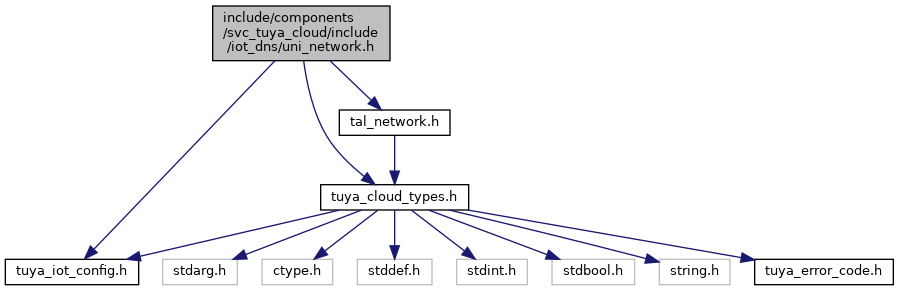 include/components
/svc_tuya_cloud/include
/iot_dns/uni_network.h
tal_network.h
tuya_cloud_types.h
tuya_iot_config.h
stdarg.h
ctype.h
stddef.h
stdint.h
stdbool.h
string.h
tuya_error_code.h